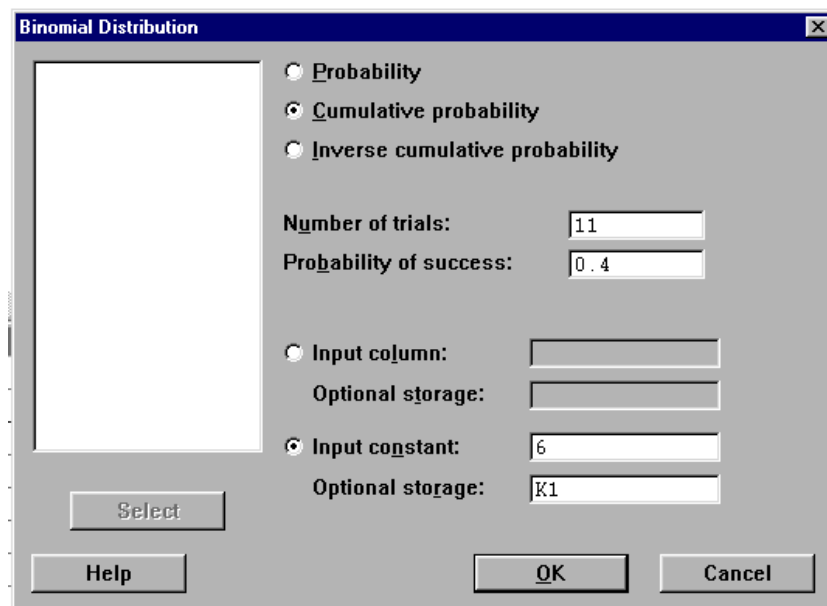 Binomial Distribution
Probability
Cumulative probability
Inverse cumulative probability
Number of trials: 11
Probability of success: 0.4
Input column:
Optional storage:
Input constant: 6
Optional storage: K1
Select
Help OK Cancel